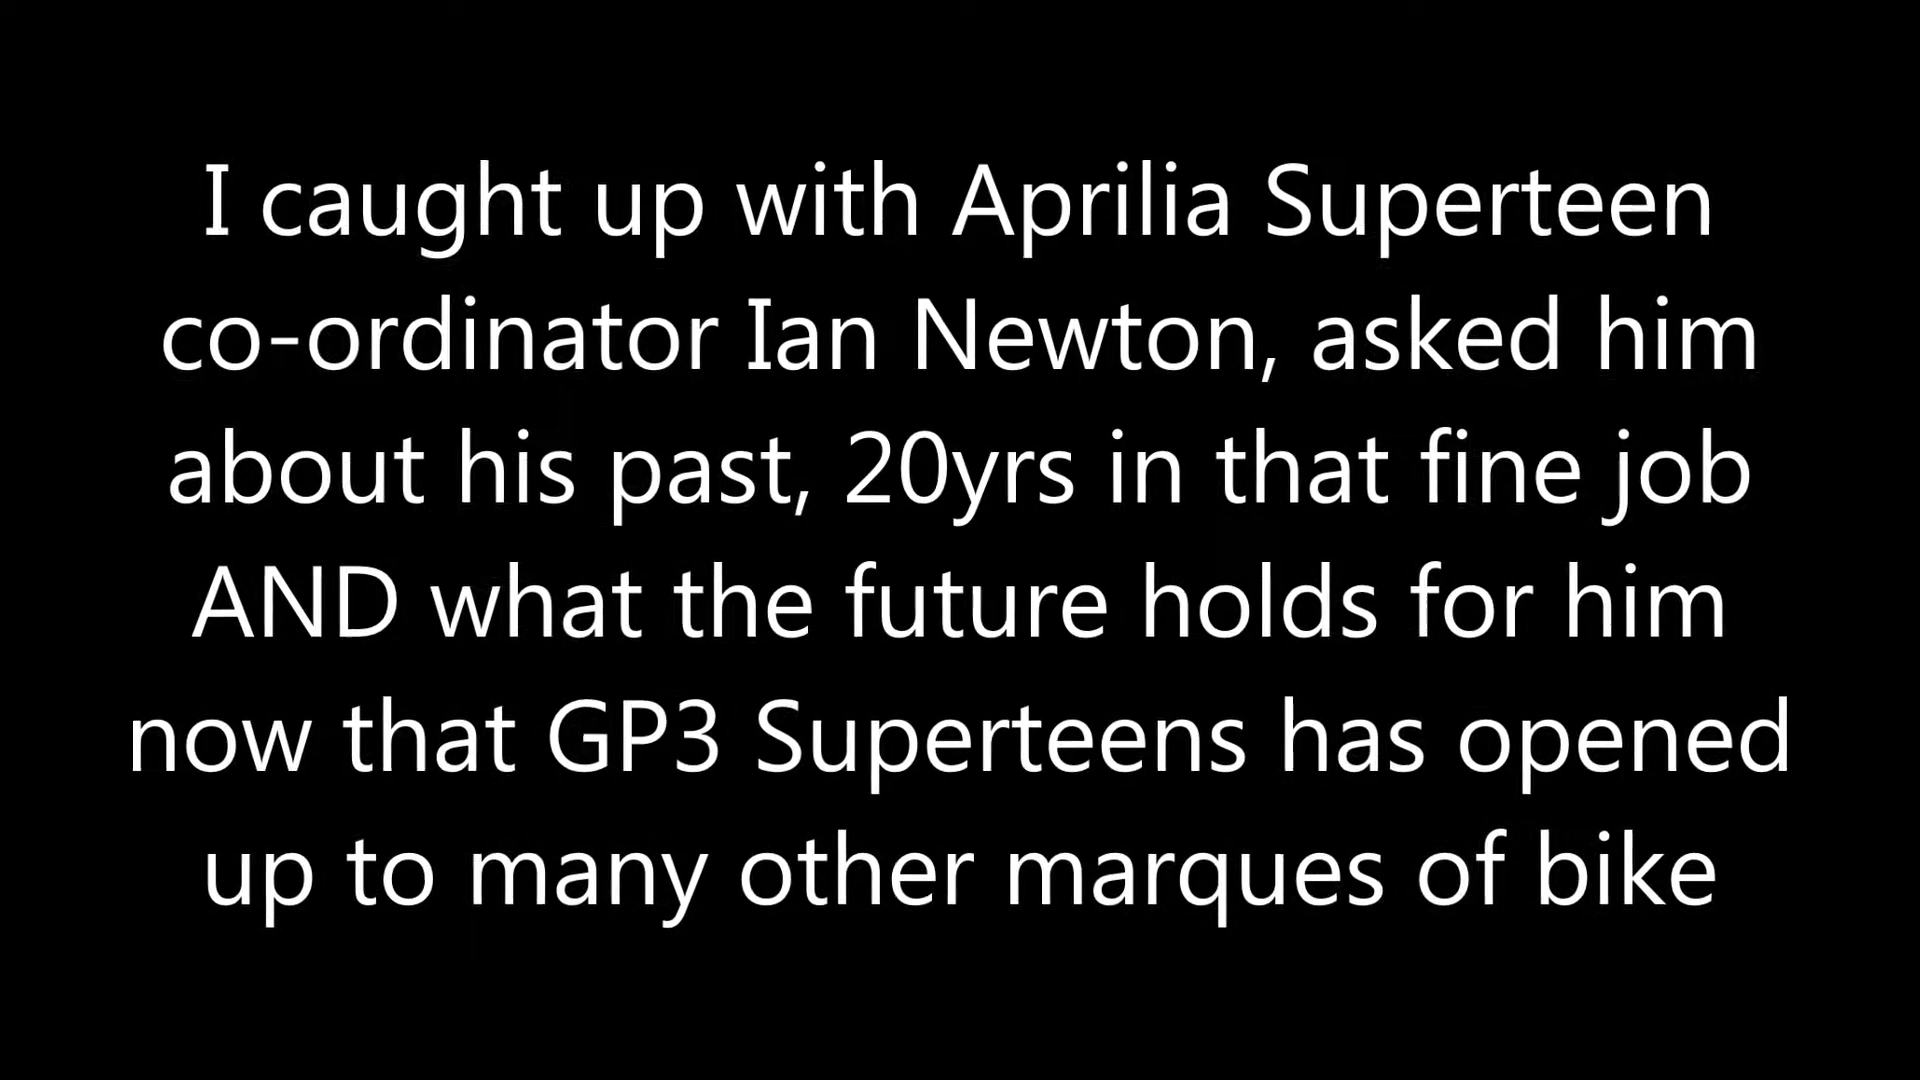 I caught up with Aprilia Superteen
co-ordinator Ian Newton, asked him
about his past, 20yrs in that fine job
AND what the future holds for him
now that GP3 Superteens has opened
up to many other marques of bike